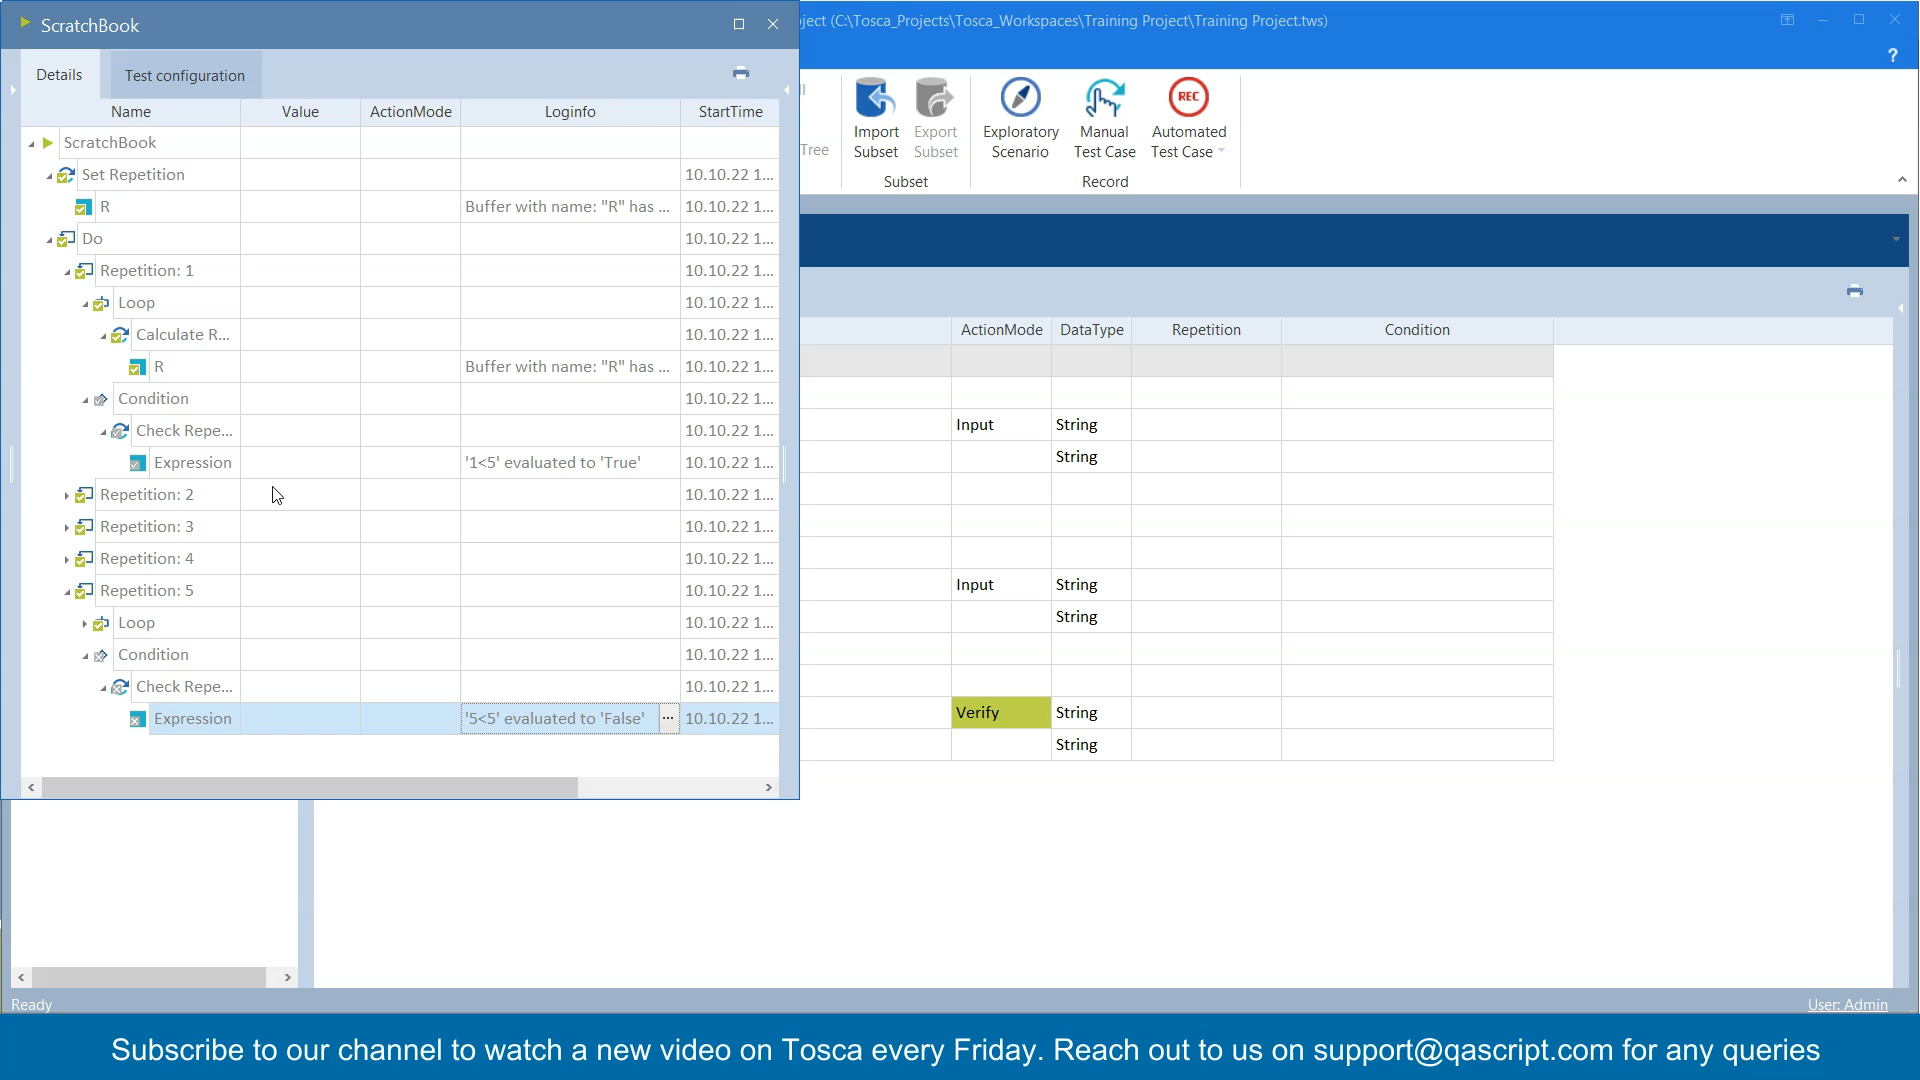 ScratchBook
ject (C:\Tosca_Projects\Tosca_Workspaces\Training Project\Training Project.tws)
?
Details
Test configuration
Name Value ActionMode Loginfo StartTime
ScratchBook
Set Repetition 10.10.22 1...
R Buffer with name: "R" has ... 10.10.22 1...
Do 10.10.22 1...
Repetition: 1 10.10.22 1...
Loop 10.10.22 1...
Calculate R... 10.10.22 1...
R Buffer with name: "R" has ... 10.10.22 1...
Condition 10.10.22 1...
Check Repe... 10.10.22 1...
Expression '1<5' evaluated to 'True' 10.10.22 1...
Repetition: 2 10.10.22 1...
Repetition: 3 10.10.22 1...
Repetition: 4 10.10.22 1...
Repetition: 5 10.10.22 1...
Loop 10.10.22 1...
Condition 10.10.22 1...
Check Repe... 10.10.22 1...
Expression '5<5' evaluated to 'False' ... 10.10.22 1...
Tree
Import Subset
Export Subset
Subset
Exploratory Scenario
Manual Test Case
REC
Automated Test Case
Record
ActionMode DataType Repetition Condition
Input String
String
Input String
String
Verify String
String
Ready
User: Admin
Subscribe to our channel to watch a new video on Tosca every Friday. Reach out to us on support@qascript.com for any queries